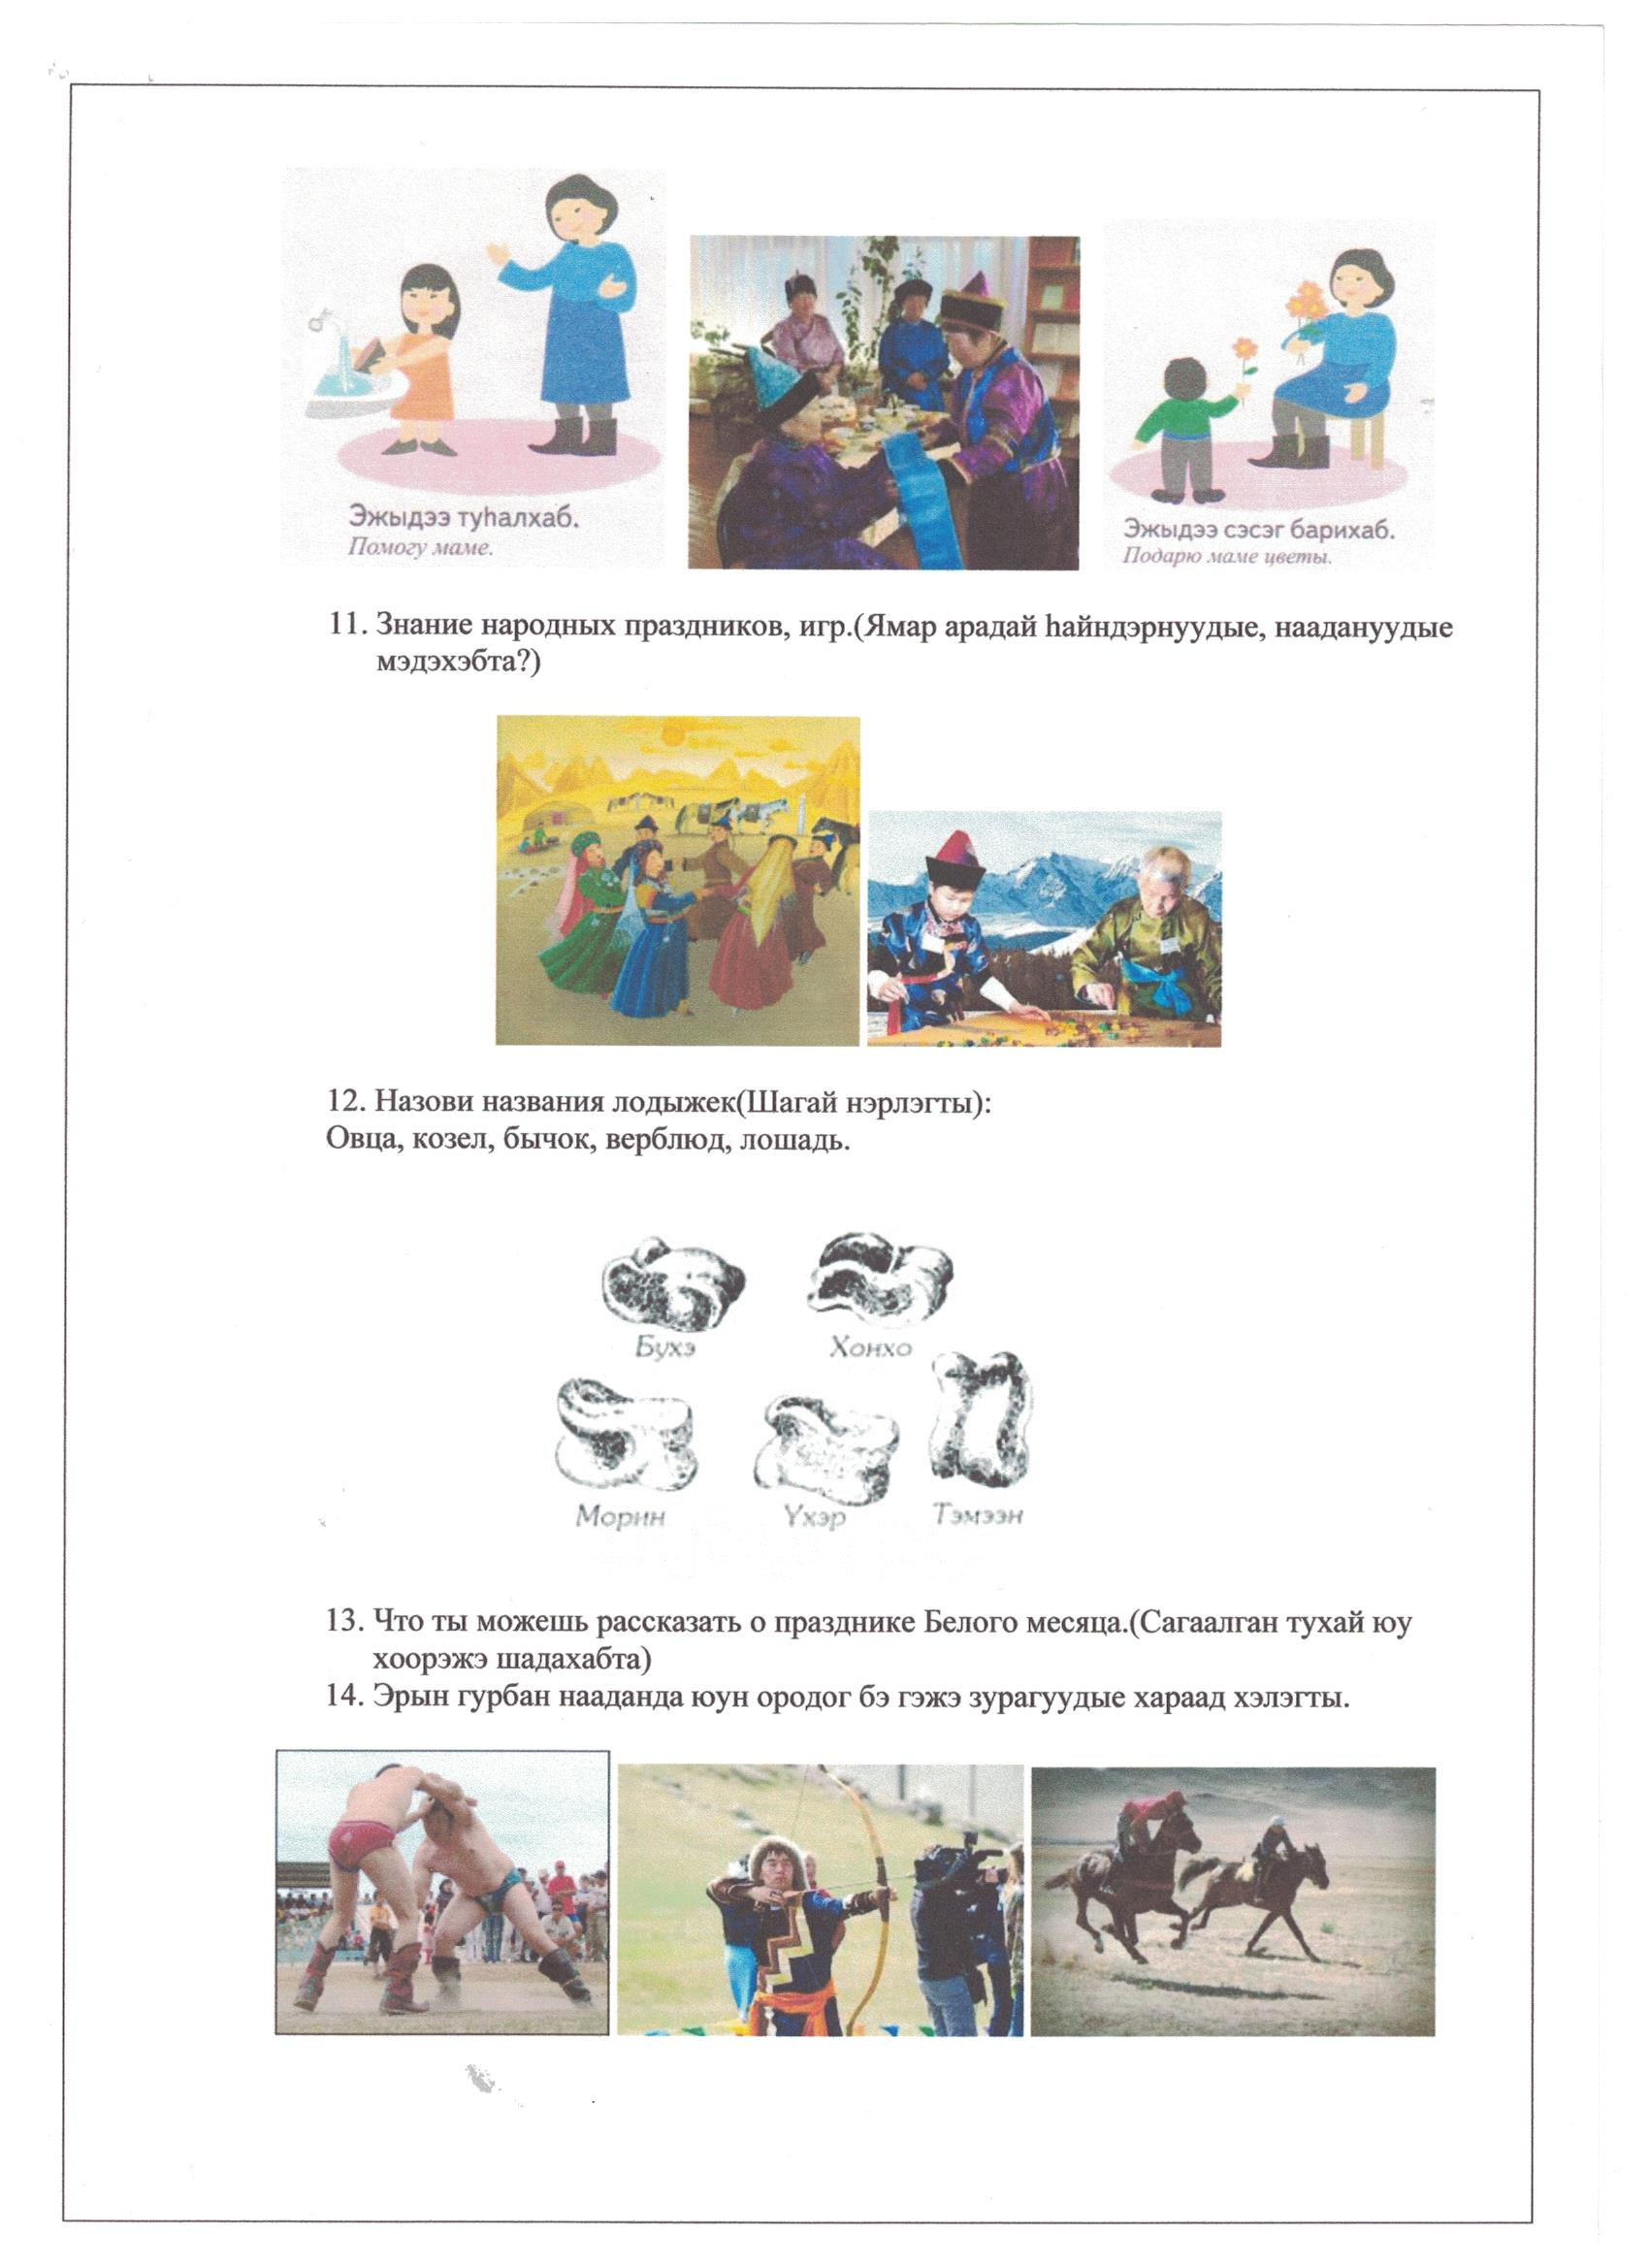 Эжыдээ туһалхаб.
Помогу маме.
Эжыдээ сэсэг барихаб.
Подарю маме цветы.
11. Знание народных праздников, игр.(Ямар арадай һайндэрнуудые, наадануудые
мэдэхэбта?)
12. Назови названия лодыжек(Шагай нэрлэгты):
Овца, козел, бычок, верблюд, лошадь.
Бухэ
Хонхо
Морин
Үхэр
Тэмээн
13. Что ты можешь рассказать о празднике Белого месяца.(Сагаалган тухай юу
хоорэжэ шадахабта)
14. Эрын гурбан нааданда юун ородог бэ гэжэ зурагуудые хараад хэлэгты.